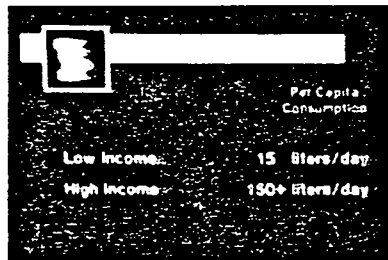 Per Capita
Consumption
Low Income 15 liters/day
High Income 150+ liters/day